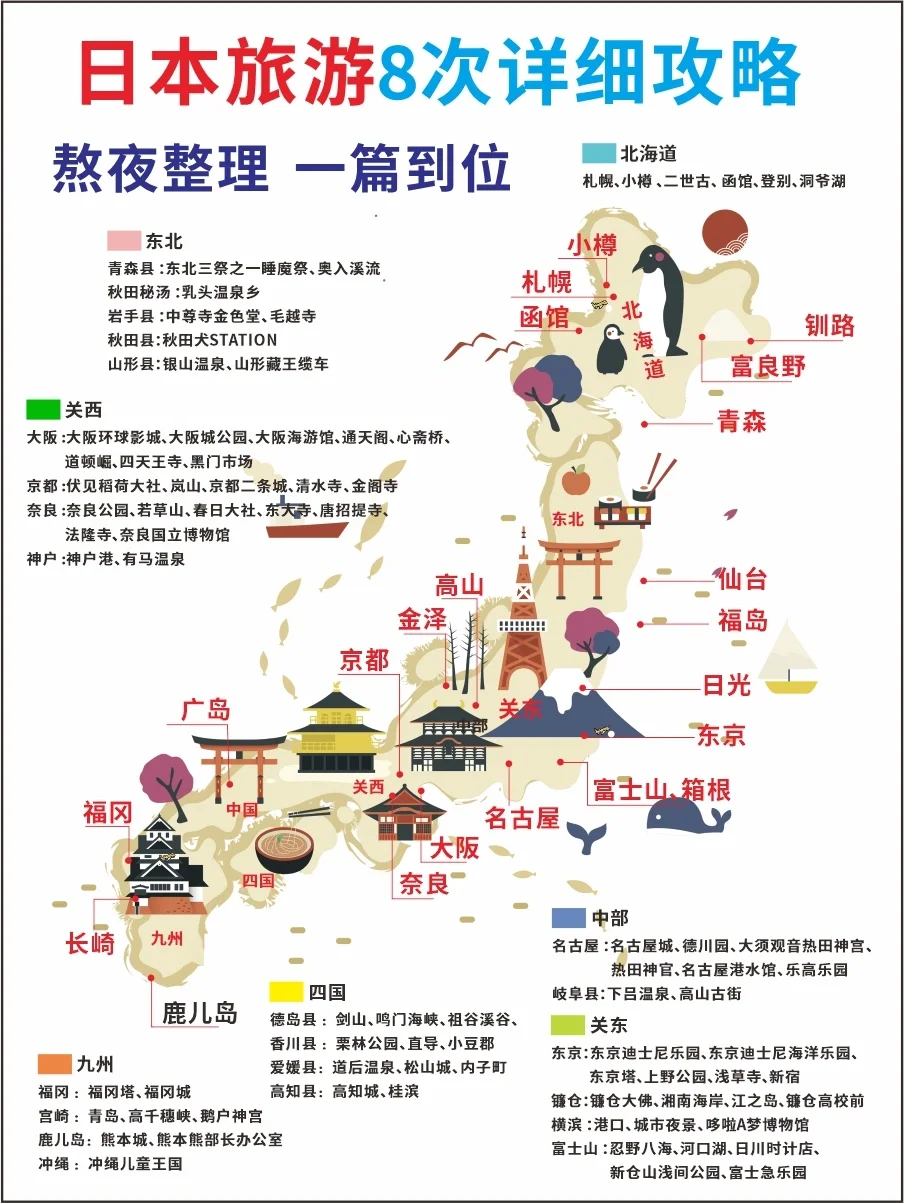 日本旅游8次详细攻略
熬夜整理 一篇到位
北海道
札幌、小樽、二世古、函馆、登别、洞爷湖
东北
青森县:东北三祭之一睡魔祭、奥入溪流
秋田秘汤:乳头温泉乡
岩手县:中尊寺金色堂、毛越寺
秋田县:秋田犬STATION
山形县:银山温泉、山形藏王缆车
关西
大阪:大阪环球影城、大阪城公园、大阪海游馆、通天阁、心斋桥、
道顿崛、四天王寺、黑门市场
京都:伏见稻荷大社、岚山、京都二条城、清水寺、金阁寺
奈良:奈良公园、若草山、春日大社、东大寺、唐招提寺、
法隆寺、奈良国立博物馆
神户:神户港、有马温泉
小樽
札幌
函馆
北海道
钏路
富良野
青森
东北
仙台
福岛
高山
金泽
京都
日光
关东
中部
东京
广岛
关西
中国
富士山、箱根
名古屋
福冈
大阪
奈良
四国
长崎
九州
鹿儿岛
中部
名古屋:名古屋城、德川园、大须观音热田神宫、
热田神官、名古屋港水馆、乐高乐园
岐阜县:下吕温泉、高山古街
四国
德岛县:剑山、鸣门海峡、祖谷溪谷、
香川县:栗林公园、直导、小豆郡
爱媛县:道后温泉、松山城、内子町
高知县:高知城、桂滨
关东
东京:东京迪士尼乐园、东京迪士尼海洋乐园、
东京塔、上野公园、浅草寺、新宿
镰仓:镰仓大佛、湘南海岸、江之岛、镰仓高校前
横滨:港口、城市夜景、哆啦A梦博物馆
富士山:忍野八海、河口湖、日川时计店、
新仓山浅间公园、富士急乐园
九州
福冈:福冈塔、福冈城
宫崎:青岛、高千穗峡、鹅户神宫
鹿儿岛:熊本城、熊本熊部长办公室
冲绳:冲绳儿童王国